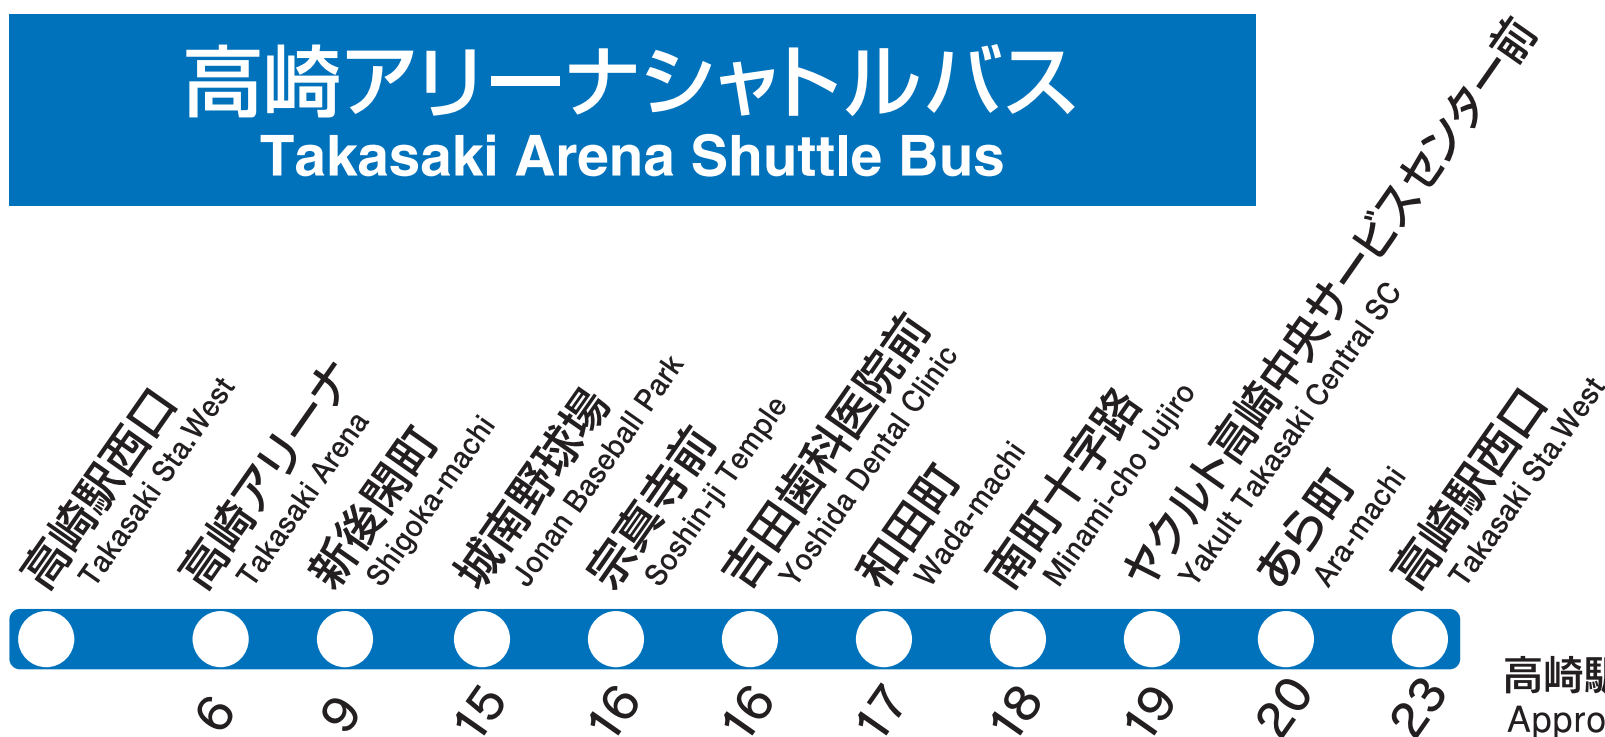 高崎アリーナシャトルバス
Takasaki Arena Shuttle Bus
高崎駅西口
Takasaki Sta.West
高崎アリーナ
Takasaki Arena
新後閑町
Shigoka-machi
城南野球場
Jonan Baseball Park
宗真寺前
Soshin-ji Temple
吉田歯科医院前
Yoshida Dental Clinic
和田町
Wada-machi
南町十字路
Minami-cho Jujiro
ヤクルト高崎中央サービスセンター前
Yakult Takasaki Central SC
あら町
Ara-machi
高崎駅西口
Takasaki Sta.West
6 9 15 16 16 17 18 19 20 23
高崎駅
Appro